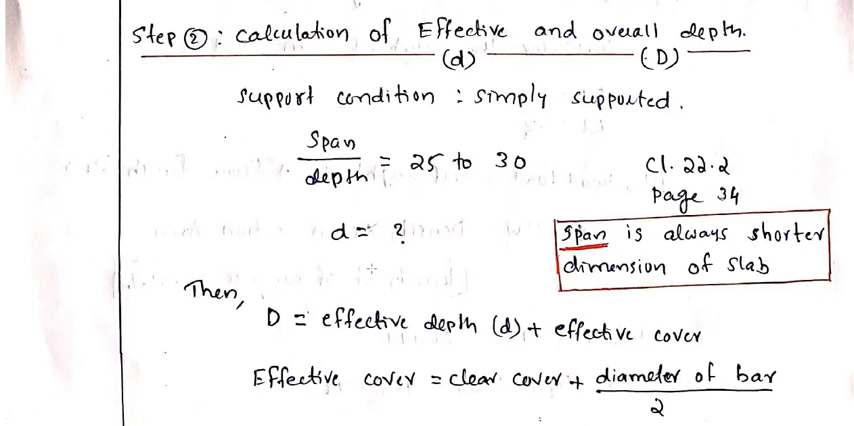 Step ②: Calculation of Effective and overall depth.
(d) (D)
Support condition : simply supported.
Span
depth = 25 to 30
Cl. 22.2
Page 34
d = ?
Span is always shorter
dimension of slab
Then,
D = effective depth (d) + effective cover
Effective cover = clear cover + diameter of bar
2